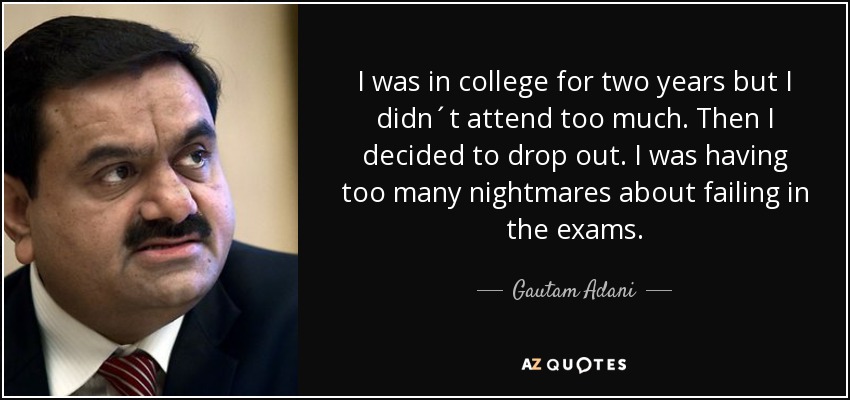 I was in college for two years but I
didn´t attend too much. Then I
decided to drop out. I was having
too many nightmares about failing in
the exams.
Gautam Adani
AZ QUOTES